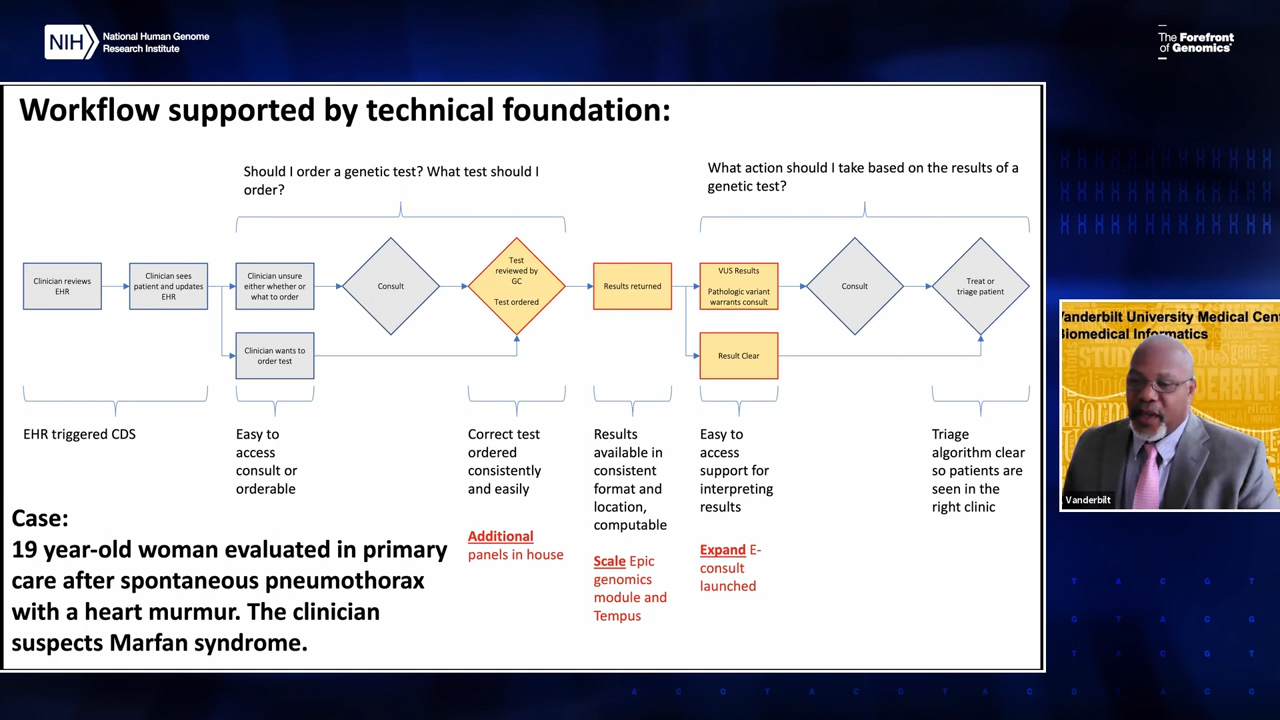 NIH
National Human Genome
Research Institute
The Forefront
of Genomics®
Workflow supported by technical foundation:
Should I order a genetic test? What test should I
order?
What action should I take based on the results of a
genetic test?
Clinician reviews
EHR
Clinician sees
patient and updates
EHR
Clinician unsure
either whether or
what to order
Consult
Test
reviewed by
GC
Test ordered
Results returned
VUS Results
Pathologic variant
warrants consult
Consult
Treat or
triage patient
Clinician wants to
order test
Result Clear
EHR triggered CDS
Easy to
access
consult or
orderable
Correct test
ordered
consistently
and easily
Additional
panels in house
Results
available in
consistent
format and
location,
computable
Scale Epic
genomics
module and
Tempus
Easy to
access
support for
interpreting
results
Expand E-
consult
launched
Triage
algorithm clear
so patients are
seen in the
right clinic
Case:
19 year-old woman evaluated in primary
care after spontaneous pneumothorax
with a heart murmur. The clinician
suspects Marfan syndrome.
Vanderbilt University Medical Cen
Biomedical Informatics
Vanderbilt
T A C G T
T A C G
A C G T A C G T A C G